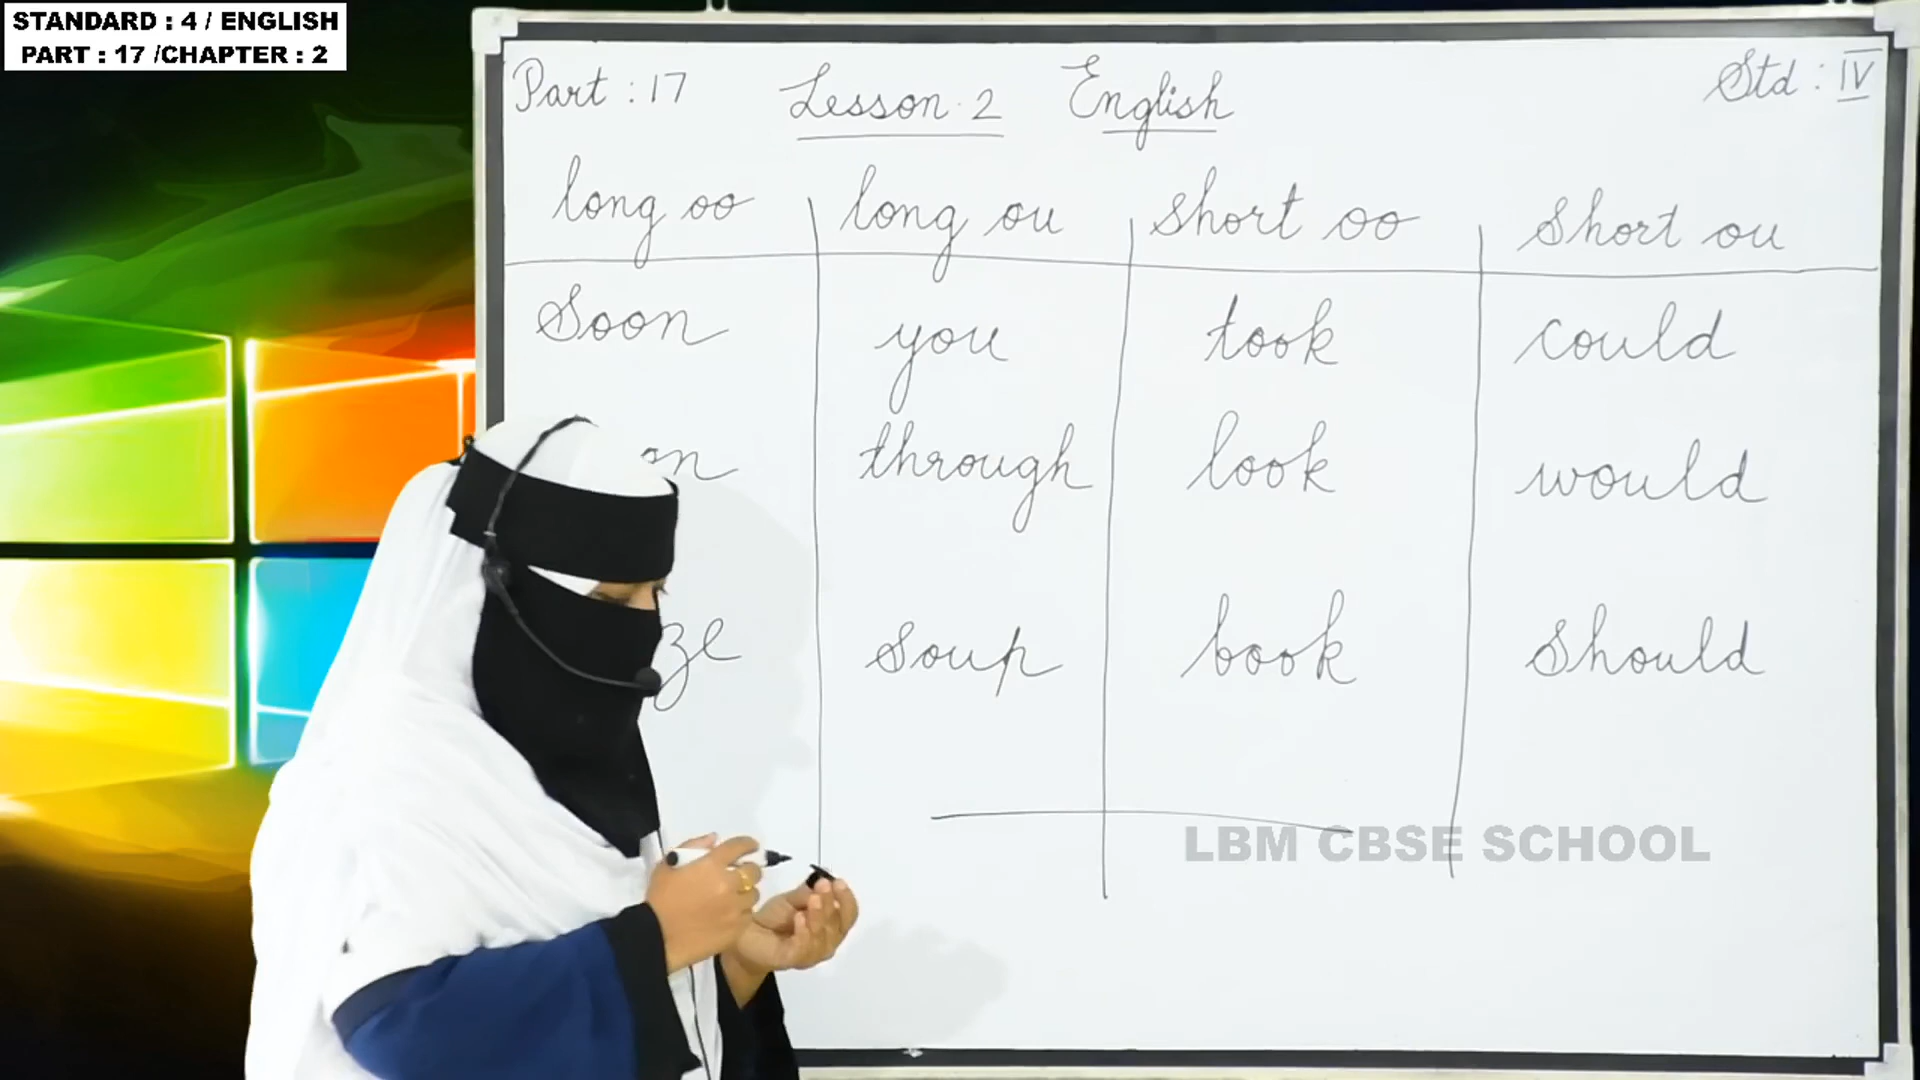 STANDARD : 4 / ENGLISH
PART : 17 /CHAPTER : 2
Part : 17 Lesson 2 English Std : IV
long oo long ou short oo short ou
Soon you took could
through look would
soup book should
LBM CBSE SCHOOL